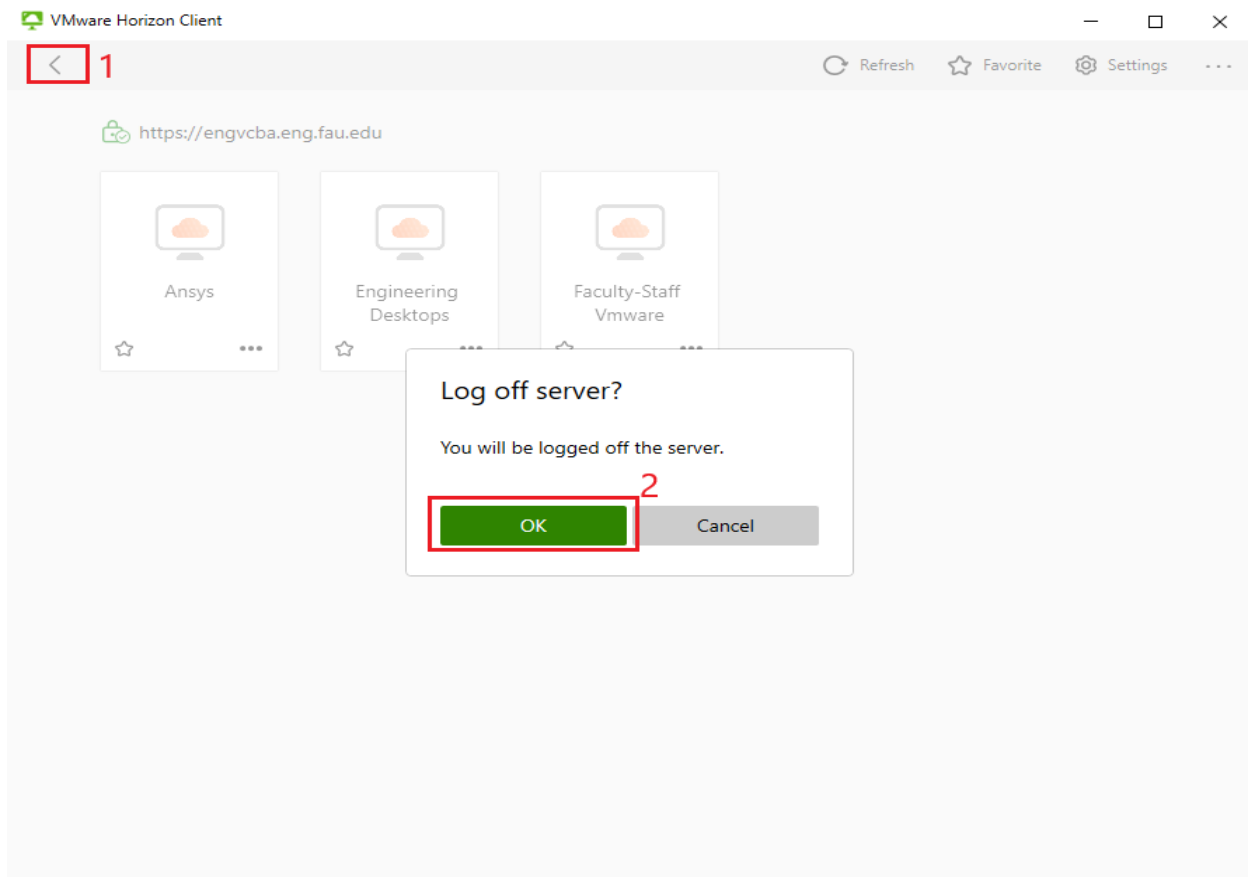 VMware Horizon Client
1
Refresh Favorite Settings
https://engvcba.eng.fau.edu
Ansys
Engineering
Desktops
Faculty-Staff
Vmware
Log off server?
You will be logged off the server.
2
OK Cancel